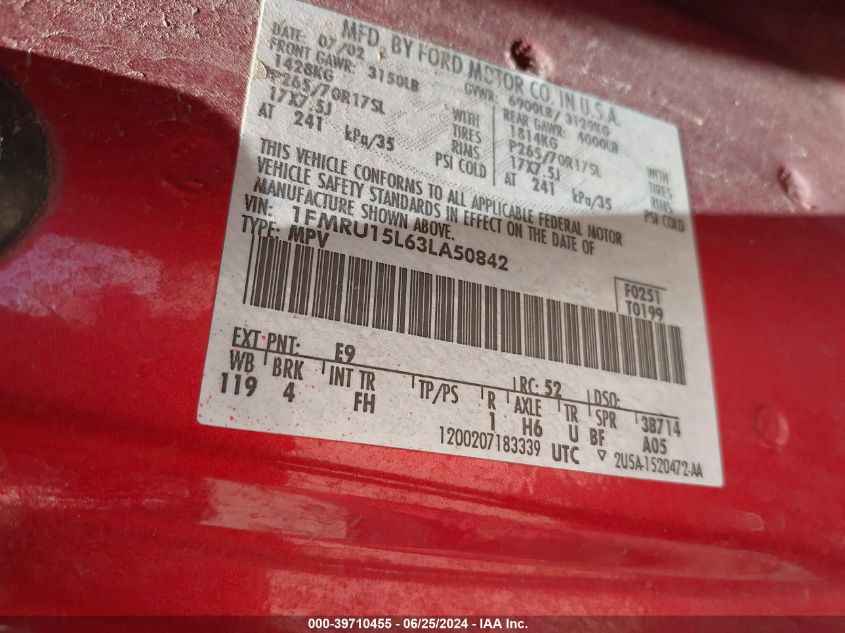 MFD. BY FORD MOTOR CO. IN U.S.A.
DATE: 07/02 GVWR: 6900LB/ 3129KG
FRONT GAWR: 3150LB REAR GAWR: 4000LB
1428KG WITH 1814KG WITH
P265/70R17SL TIRES P265/70R17SL TIRES
17X7.5J RIMS 17X7.5J RIMS
AT 241 kPa/35 PSI COLD AT 241 kPa/35 PSI COLD
THIS VEHICLE CONFORMS TO ALL APPLICABLE FEDERAL MOTOR
VEHICLE SAFETY STANDARDS IN EFFECT ON THE DATE OF
MANUFACTURE SHOWN ABOVE.
VIN: 1FMRU15L63LA50842
TYPE: MPV
F0251
T0199
EXT PNT: E9 RC: 52 DSO:
WB BRK INT TR TP/PS R AXLE TR SPR 3B714
119 4 FH 1 H6 U BF A05
1200207183339 UTC ▽ 2U5A-1520472-AA
000-39710455 - 06/25/2024 - IAA Inc.